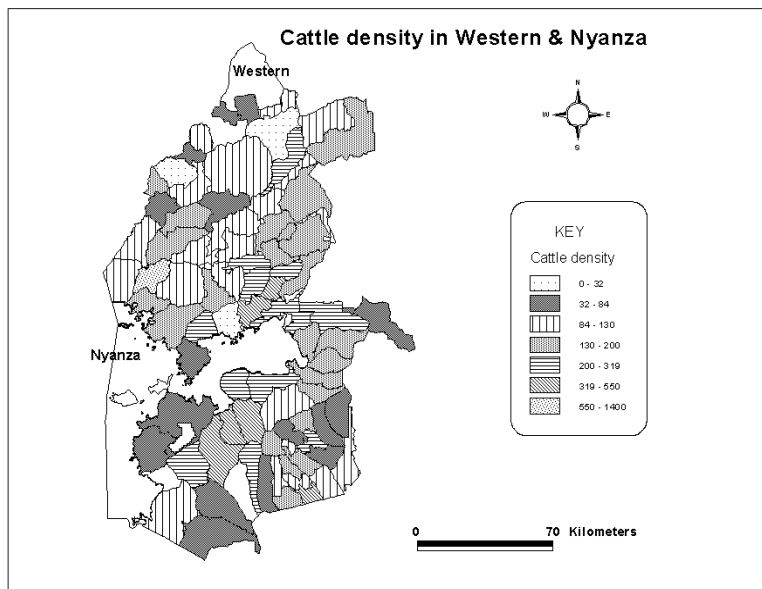 Cattle density in Western & Nyanza
Western
N
W
E
S
KEY
Cattle density
0 - 32
32 - 84
84 - 130
130 - 200
200 - 319
319 - 550
550 - 1400
Nyanza
0
70 Kilometers